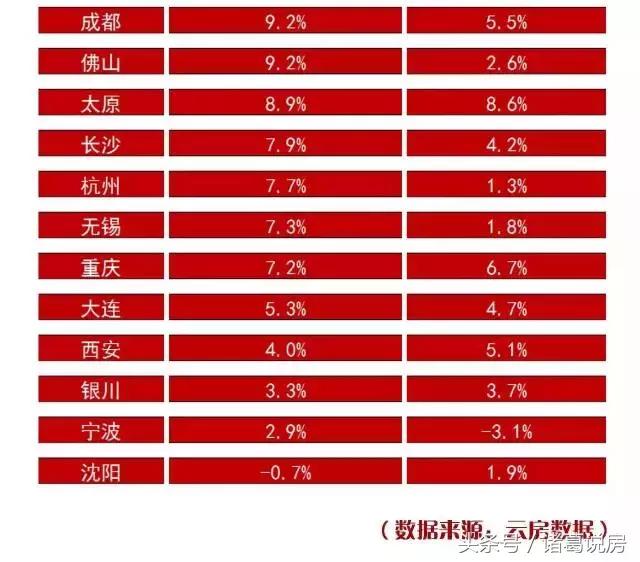 成都 9.2% 5.5%
佛山 9.2% 2.6%
太原 8.9% 8.6%
长沙 7.9% 4.2%
杭州 7.7% 1.3%
无锡 7.3% 1.8%
重庆 7.2% 6.7%
大连 5.3% 4.7%
西安 4.0% 5.1%
银川 3.3% 3.7%
宁波 2.9% -3.1%
沈阳 -0.7% 1.9%
（数据来源：云房数据）
头条号/诸葛说房